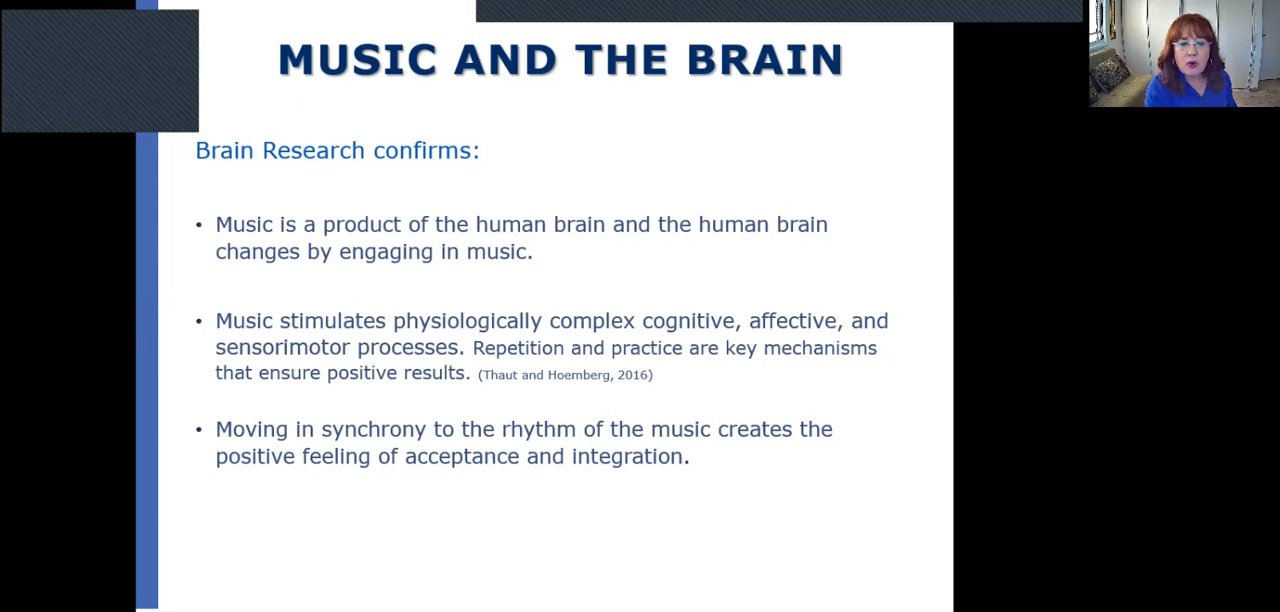 MUSIC AND THE BRAIN
Brain Research confirms:
• Music is a product of the human brain and the human brain
changes by engaging in music.
• Music stimulates physiologically complex cognitive, affective, and
sensorimotor processes. Repetition and practice are key mechanisms
that ensure positive results. (Thaut and Hoemberg, 2016)
• Moving in synchrony to the rhythm of the music creates the
positive feeling of acceptance and integration.